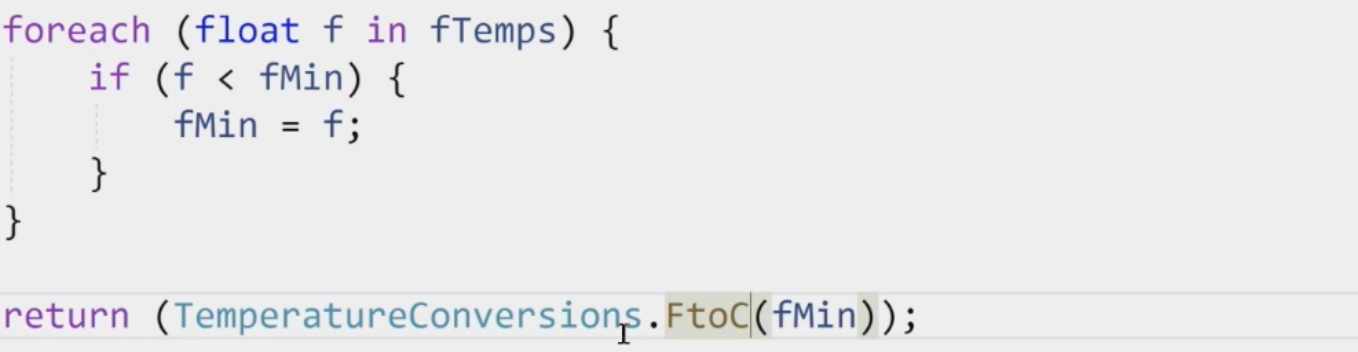 foreach (float f in fTemps) {
    if (f < fMin) {
        fMin = f;
    }
}

return (TemperatureConversions.FtoC(fMin));